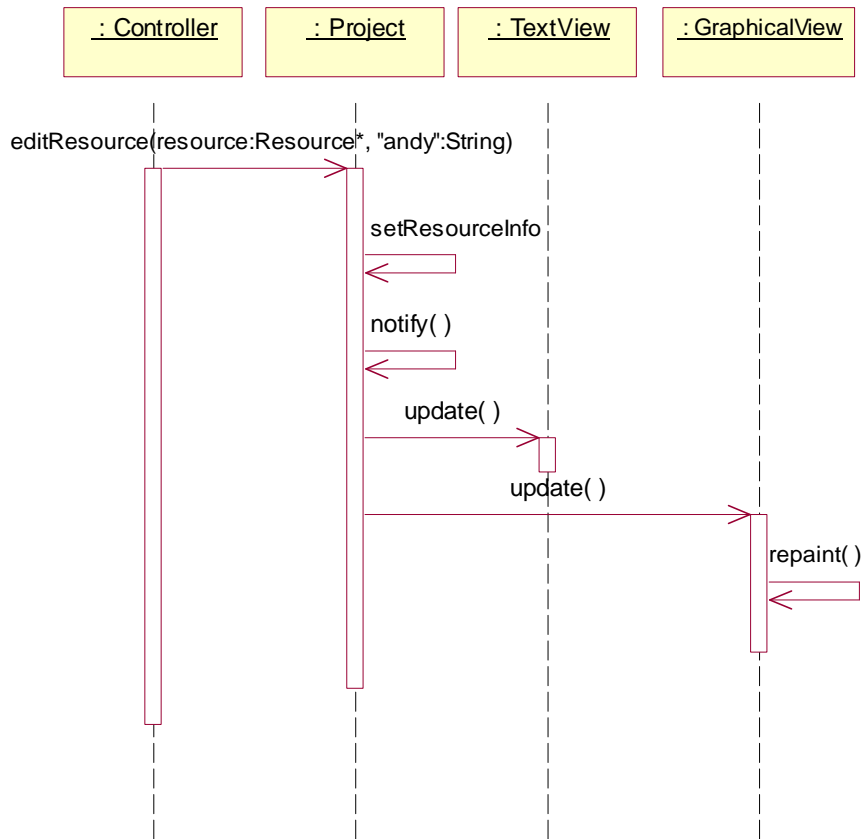 : Controller
: Project
: TextView
: GraphicalView
editResource(resource:Resource*, "andy":String)
setResourceInfo
notify( )
update( )
update( )
repaint( )